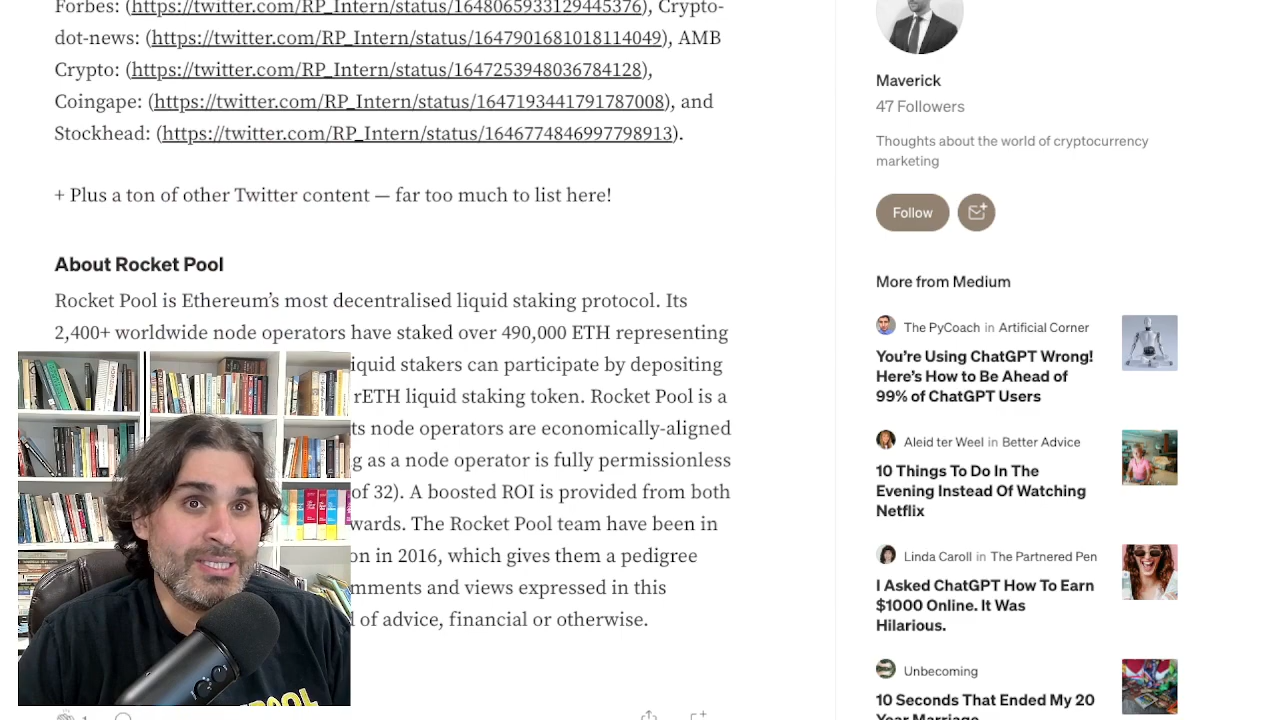 Forbes: (https://twitter.com/RP_Intern/status/1648065933129445376), Crypto-
dot-news: (https://twitter.com/RP_Intern/status/1647901681018114049), AMB
Crypto: (https://twitter.com/RP_Intern/status/1647253948036784128),
Coingape: (https://twitter.com/RP_Intern/status/1647193441791787008), and
Stockhead: (https://twitter.com/RP_Intern/status/1646774846997798913).
+ Plus a ton of other Twitter content — far too much to list here!
About Rocket Pool
Rocket Pool is Ethereum’s most decentralised liquid staking protocol. Its
2,400+ worldwide node operators have staked over 490,000 ETH representing
iquid stakers can participate by depositing
rETH liquid staking token. Rocket Pool is a
ts node operators are economically-aligned
g as a node operator is fully permissionless
of 32). A boosted ROI is provided from both
wards. The Rocket Pool team have been in
on in 2016, which gives them a pedigree
mments and views expressed in this
of advice, financial or otherwise.
1
Maverick
47 Followers
Thoughts about the world of cryptocurrency
marketing
Follow
More from Medium
The PyCoach in Artificial Corner
You’re Using ChatGPT Wrong!
Here’s How to Be Ahead of
99% of ChatGPT Users
Aleid ter Weel in Better Advice
10 Things To Do In The
Evening Instead Of Watching
Netflix
Linda Caroll in The Partnered Pen
I Asked ChatGPT How To Earn
$1000 Online. It Was
Hilarious.
Unbecoming
10 Seconds That Ended My 20
Year Marriage